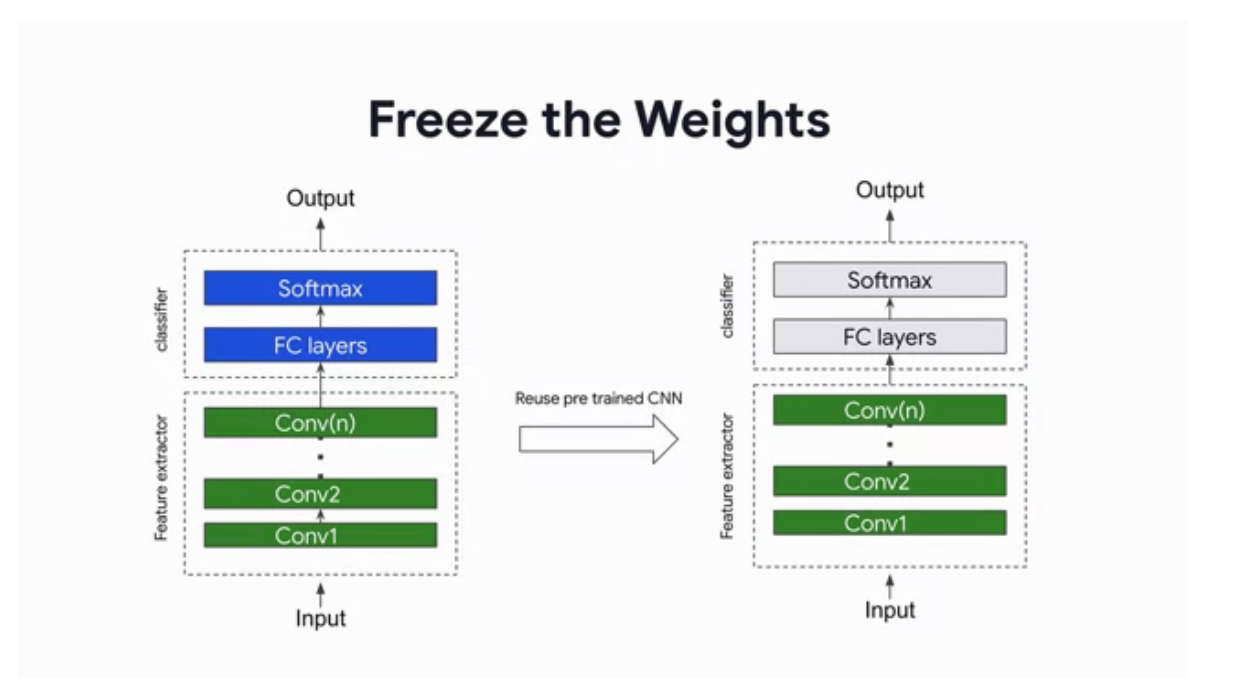 Freeze the Weights
Output
classifier
Softmax
FC layers
Feature extractor
Conv(n)
Conv2
Conv1
Input
Reuse pre trained CNN
Output
classifier
Softmax
FC layers
Feature extractor
Conv(n)
Conv2
Conv1
Input